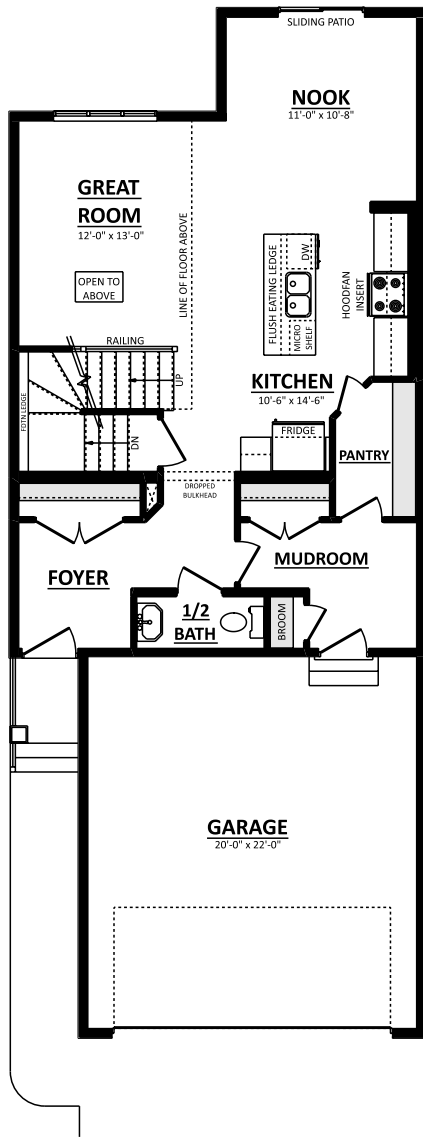 SLIDING PATIO
NOOK
11'-0" x 10'-8"
GREAT
ROOM
12'-0" x 13'-0"
OPEN TO
ABOVE
LINE OF FLOOR ABOVE
FLUSH EATING LEDGE
DW
MICRO
SHELF
HOODFAN
INSERT
RAILING
UP
KITCHEN
10'-6" x 14'-6"
FDTN LEDGE
DN
FRIDGE
PANTRY
DROPPED
BULKHEAD
FOYER
MUDROOM
1/2
BATH
BROOM
GARAGE
20'-0" x 22'-0"